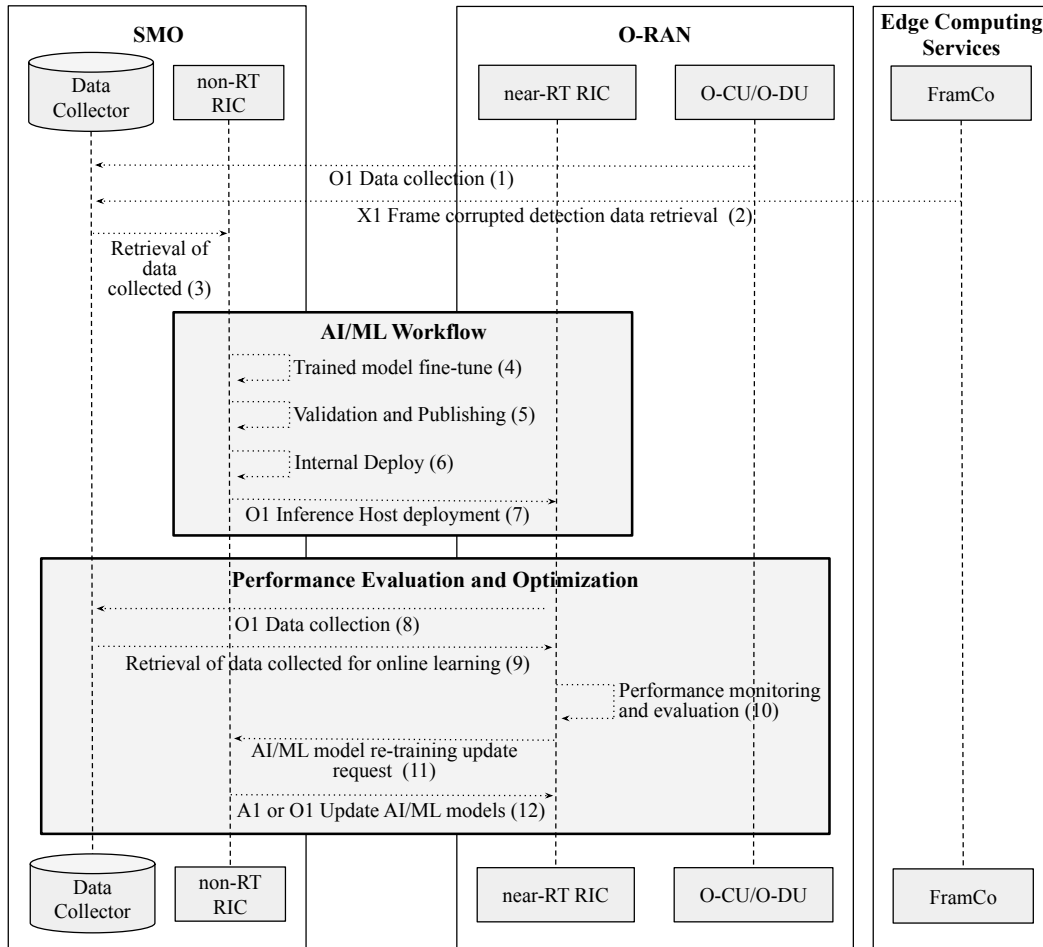 SMO
O-RAN
Edge Computing
Services
Data
Collector
non-RT
RIC
near-RT RIC
O-CU/O-DU
FramCo
O1 Data collection (1)
X1 Frame corrupted detection data retrieval (2)
Retrieval of
data
collected (3)
AI/ML Workflow
Trained model fine-tune (4)
Validation and Publishing (5)
Internal Deploy (6)
O1 Inference Host deployment (7)
Performance Evaluation and Optimization
O1 Data collection (8)
Retrieval of data collected for online learning (9)
Performance monitoring
and evaluation (10)
AI/ML model re-training update
request (11)
A1 or O1 Update AI/ML models (12)
Data
Collector
non-RT
RIC
near-RT RIC
O-CU/O-DU
FramCo